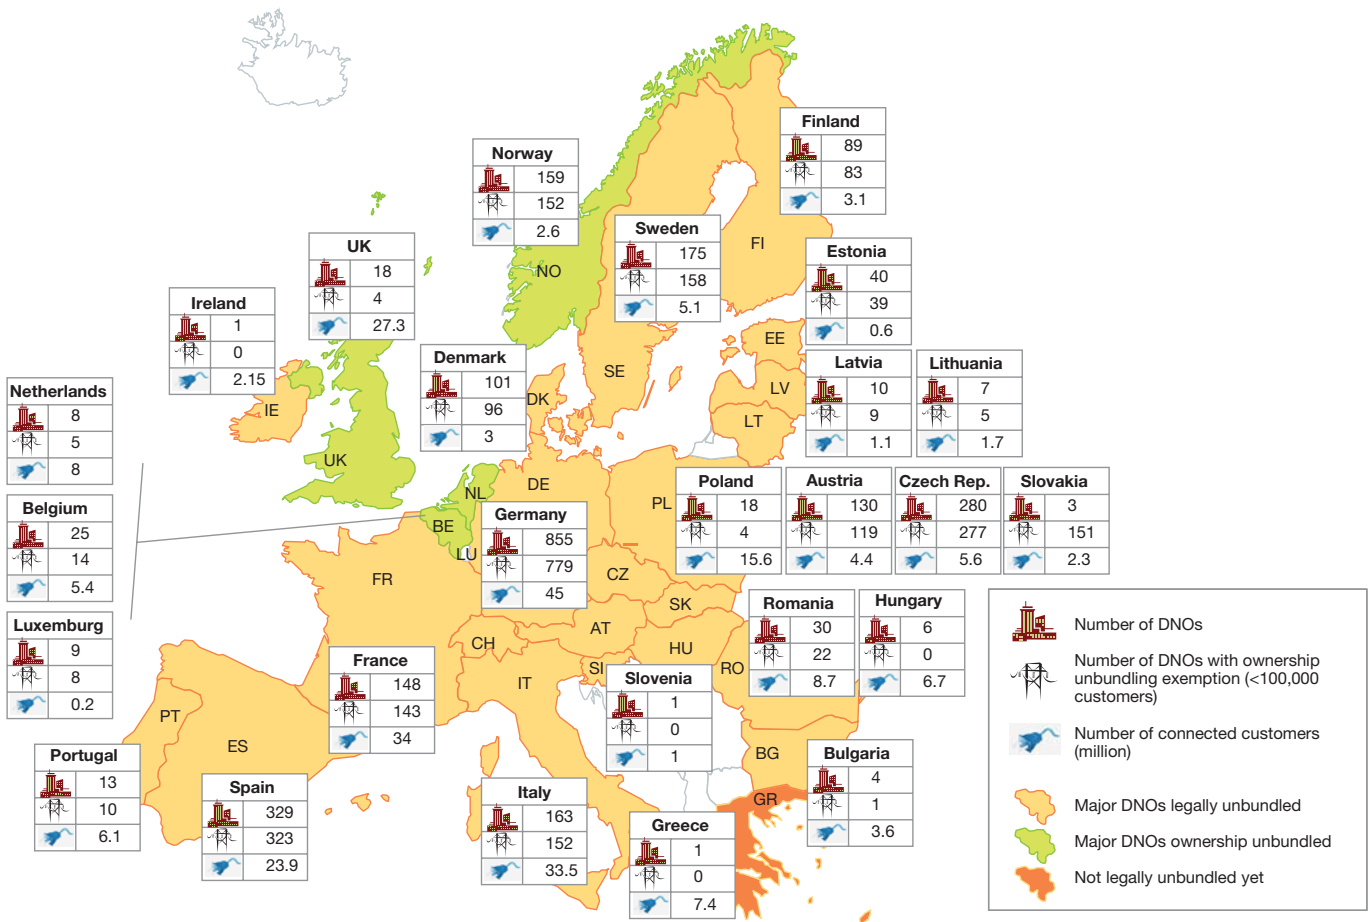 Finland
89
83
3.1
Norway
159
152
2.6
Sweden
175
158
5.1
UK
18
4
27.3
Estonia
40
39
0.6
Ireland
1
0
2.15
Denmark
101
96
3
Latvia
10
9
1.1
Lithuania
7
5
1.7
Netherlands
8
5
8
Belgium
25
14
5.4
Luxemburg
9
8
0.2
Germany
855
779
45
Poland
18
4
15.6
Austria
130
119
4.4
Czech Rep.
280
277
5.6
Slovakia
3
151
2.3
Romania
30
22
8.7
Hungary
6
0
6.7
France
148
143
34
Slovenia
1
0
1
Portugal
13
10
6.1
Spain
329
323
23.9
Italy
163
152
33.5
Greece
1
0
7.4
Bulgaria
4
1
3.6
NO
FI
SE
EE
LV
LT
DK
IE
UK
NL
BE
LU
DE
PL
FR
CZ
SK
CH
AT
HU
SI
RO
IT
PT
ES
BG
GR
Number of DNOs
Number of DNOs with ownership
unbundling exemption (<100,000
customers)
Number of connected customers
(million)
Major DNOs legally unbundled
Major DNOs ownership unbundled
Not legally unbundled yet